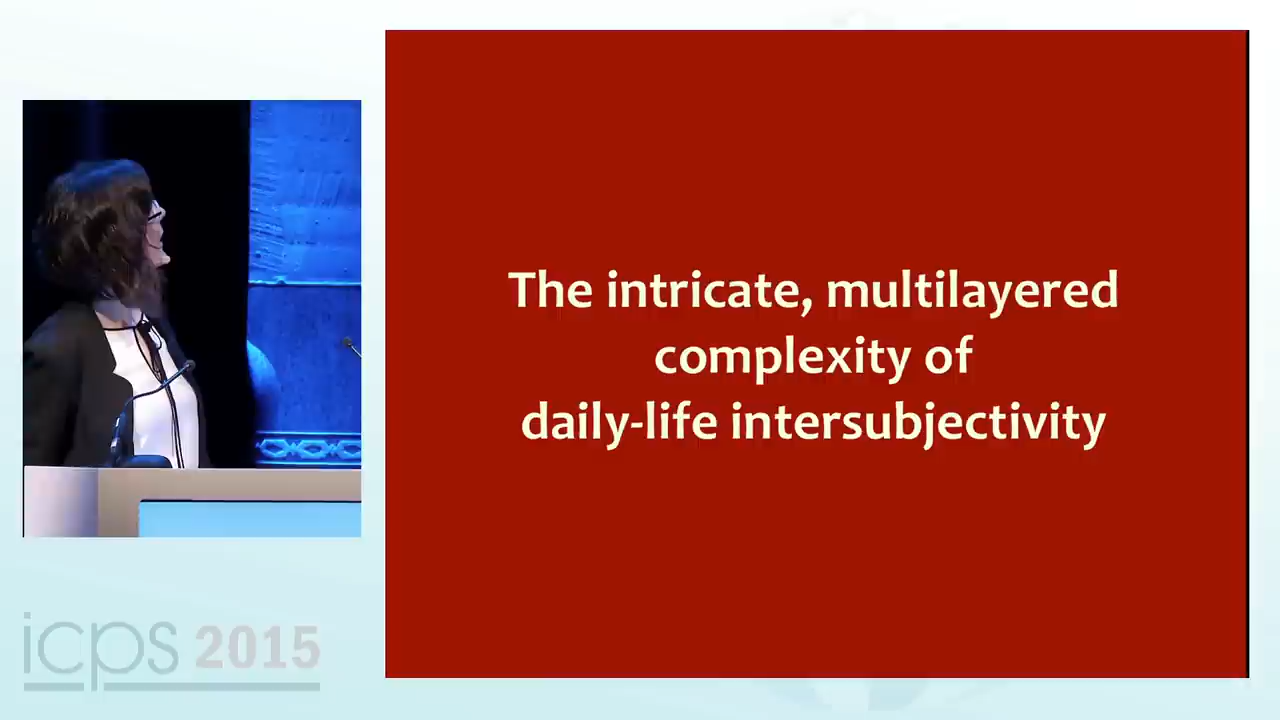 The intricate, multilayered
complexity of
daily-life intersubjectivity
icps 2015